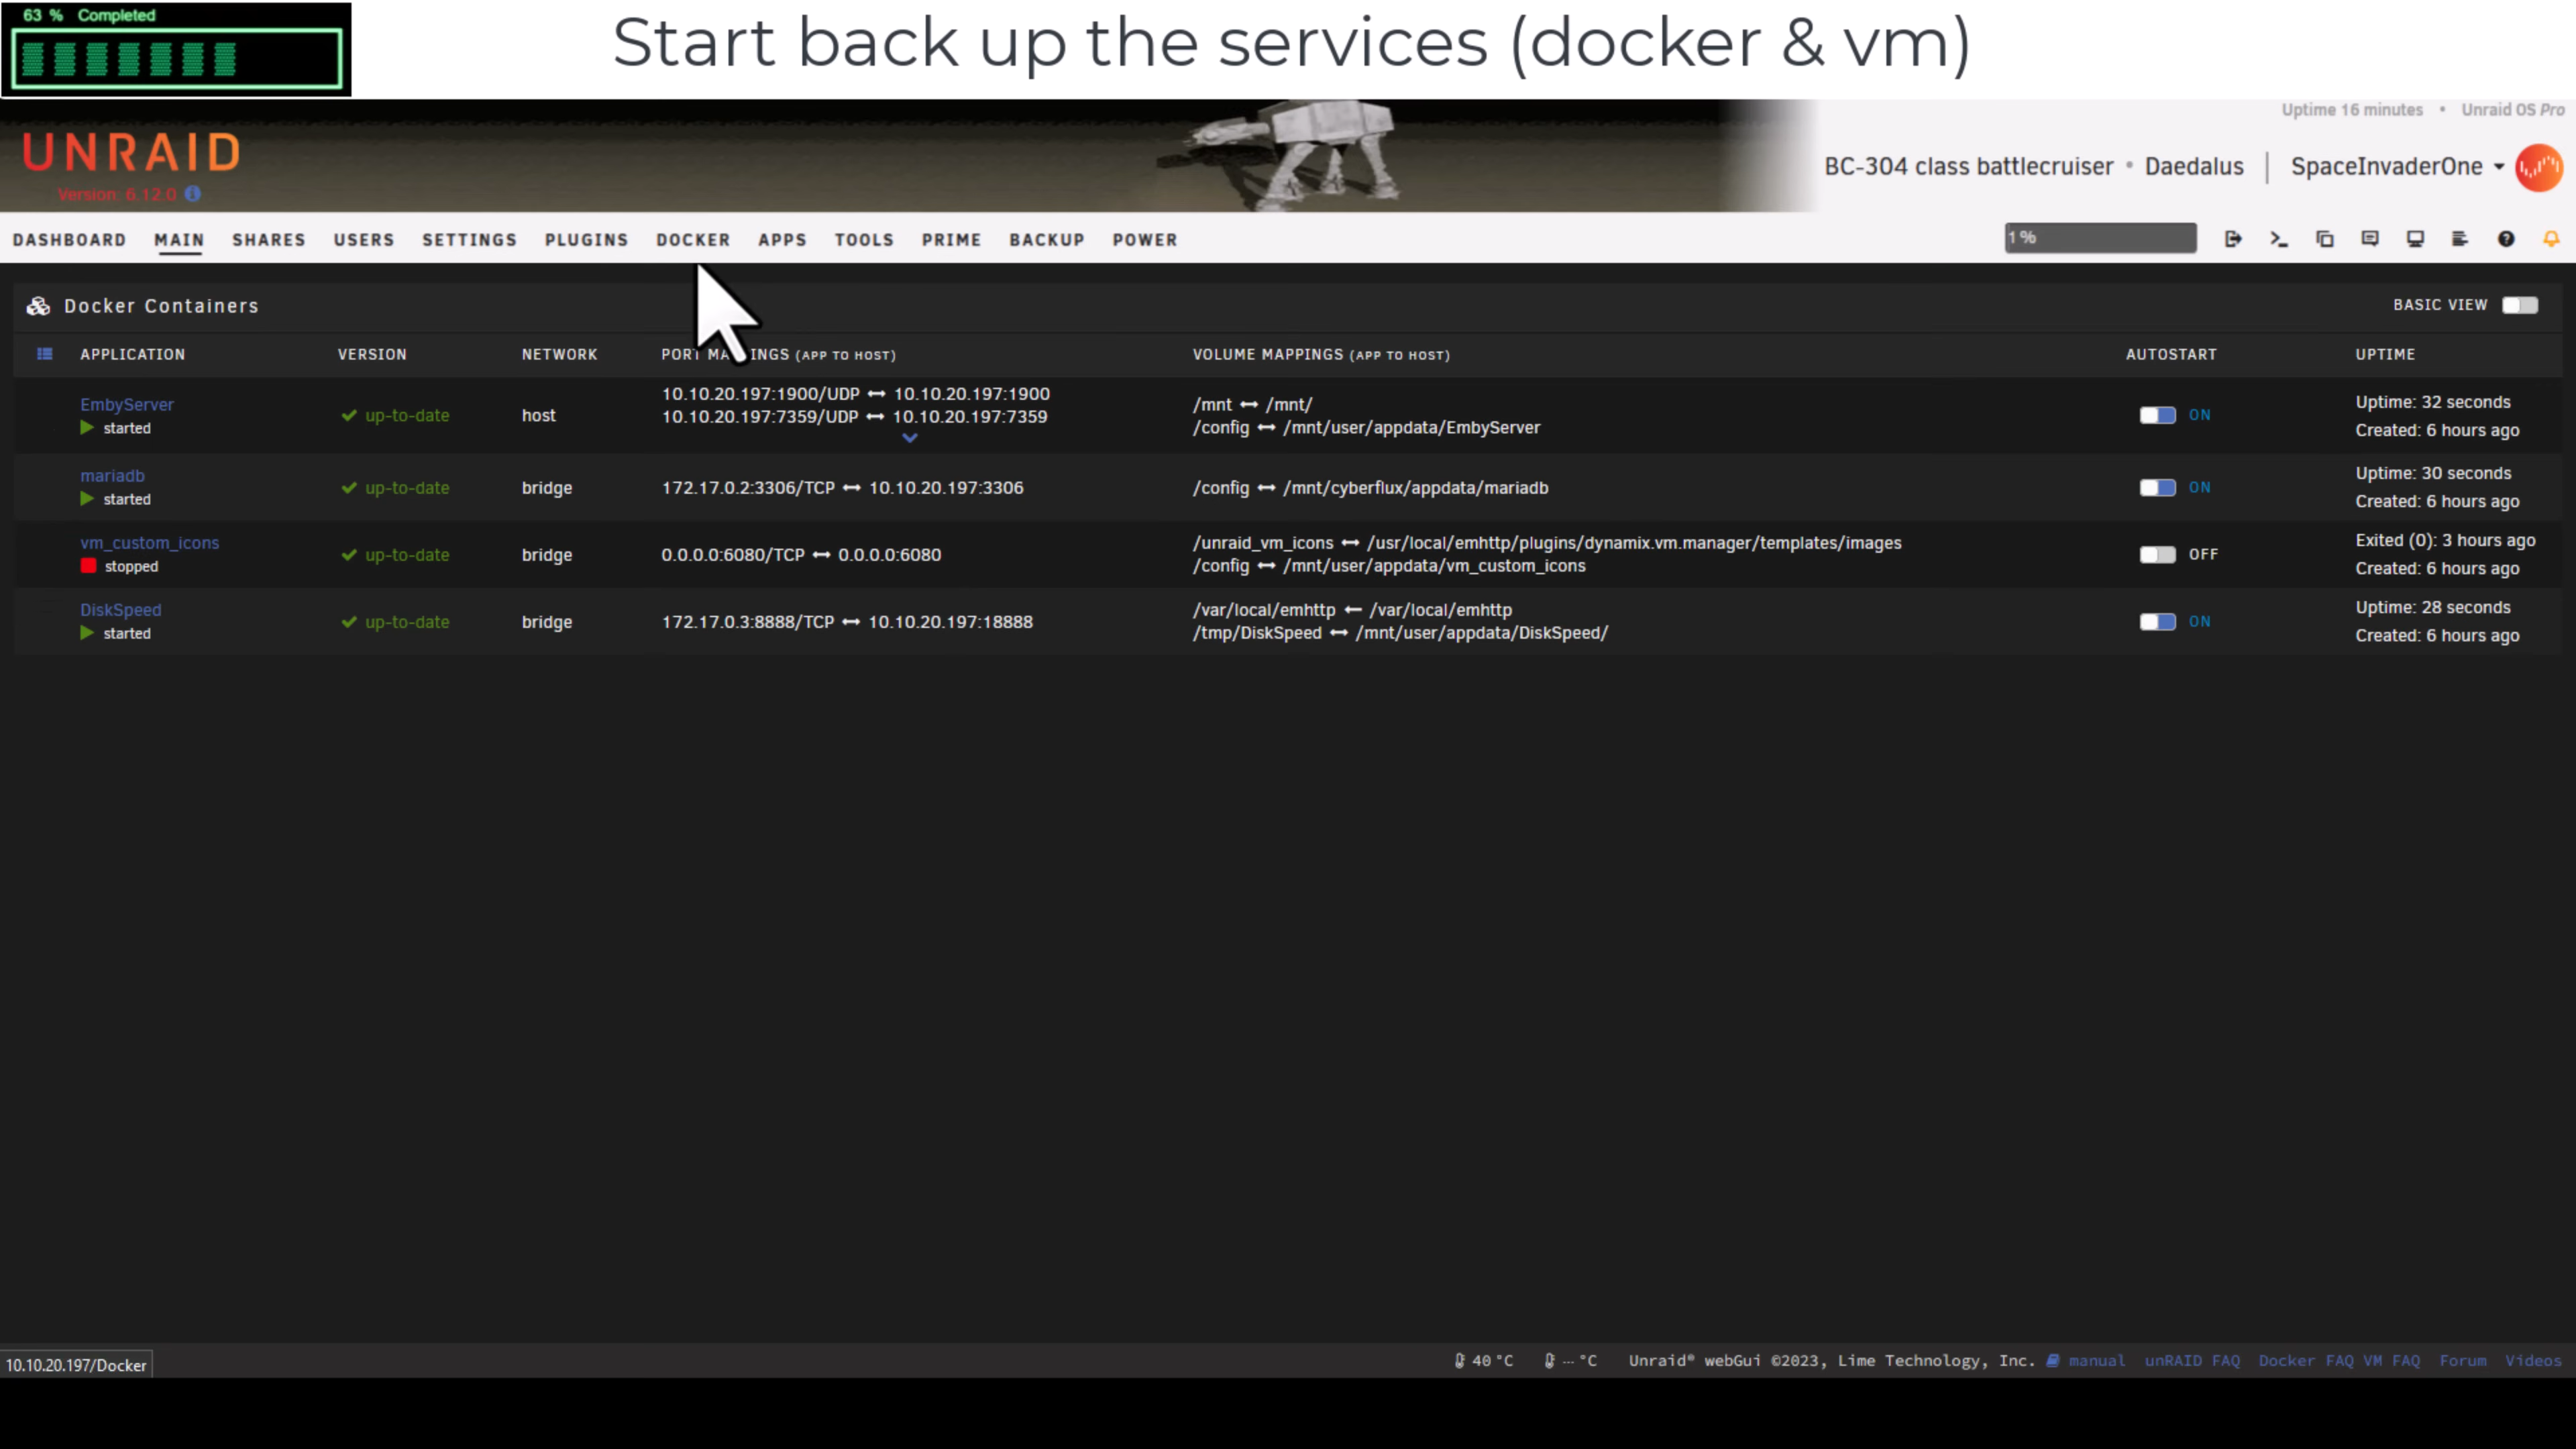 63 % Completed
Start back up the services (docker & vm)
Uptime 16 minutes • Unraid OS Pro
UNRAID
Version: 6.12.0
BC-304 class battlecruiser • Daedalus
SpaceInvaderOne
DASHBOARD MAIN SHARES USERS SETTINGS PLUGINS DOCKER APPS TOOLS PRIME BACKUP POWER
1%
Docker Containers
BASIC VIEW
APPLICATION VERSION NETWORK PORT MAPPINGS (APP TO HOST) VOLUME MAPPINGS (APP TO HOST) AUTOSTART UPTIME
EmbyServer
started
up-to-date
host
10.10.20.197:1900/UDP ↔ 10.10.20.197:1900
10.10.20.197:7359/UDP ↔ 10.10.20.197:7359
/mnt ↔ /mnt/
/config ↔ /mnt/user/appdata/EmbyServer
ON
Uptime: 32 seconds
Created: 6 hours ago
mariadb
started
up-to-date
bridge
172.17.0.2:3306/TCP ↔ 10.10.20.197:3306
/config ↔ /mnt/cyberflux/appdata/mariadb
ON
Uptime: 30 seconds
Created: 6 hours ago
vm_custom_icons
stopped
up-to-date
bridge
0.0.0.0:6080/TCP ↔ 0.0.0.0:6080
/unraid_vm_icons ↔ /usr/local/emhttp/plugins/dynamix.vm.manager/templates/images
/config ↔ /mnt/user/appdata/vm_custom_icons
OFF
Exited (0): 3 hours ago
Created: 6 hours ago
DiskSpeed
started
up-to-date
bridge
172.17.0.3:8888/TCP ↔ 10.10.20.197:18888
/var/local/emhttp ← /var/local/emhttp
/tmp/DiskSpeed ↔ /mnt/user/appdata/DiskSpeed/
ON
Uptime: 28 seconds
Created: 6 hours ago
10.10.20.197/Docker
40 °C
-- °C
Unraid® webGui ©2023, Lime Technology, Inc. manual unRAID FAQ Docker FAQ VM FAQ Forum Videos